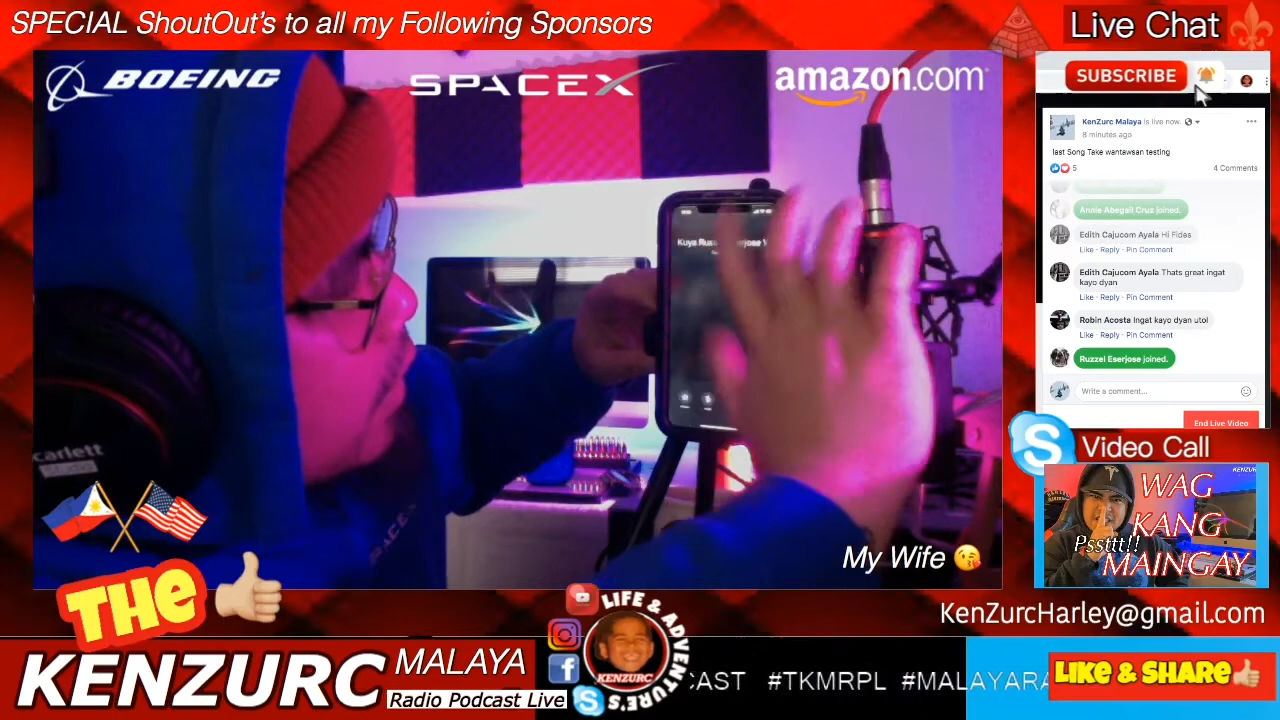 SPECIAL ShoutOut's to all my Following Sponsors
BOEING
SPACEX
amazon.com
Live Chat
SUBSCRIBE
KenZurc Malaya is live now.
8 minutes ago
last Song Take wantawsan testing
5
4 Comments
Annie Abegail Cruz joined.
Edith Cajucom Ayala Hi Fides
Like · Reply · Pin Comment
Edith Cajucom Ayala Thats great ingat
kayo dyan
Like · Reply · Pin Comment
Robin Acosta Ingat kayo dyan utol
Like · Reply · Pin Comment
Ruzzel Eserjose joined.
Write a comment...
End Live Video
Kuya
carlett
Video Call
KENZURC
WAG
KANG
Pssttt!!
MAINGAY
My Wife
KenZurcHarley@gmail.com
THE
KENZURC MALAYA
Radio Podcast Live
LIFE & ADVENTURE'S
KENZURC
CAST #TKMRPL #MALAYARA
LIKE & SHARE